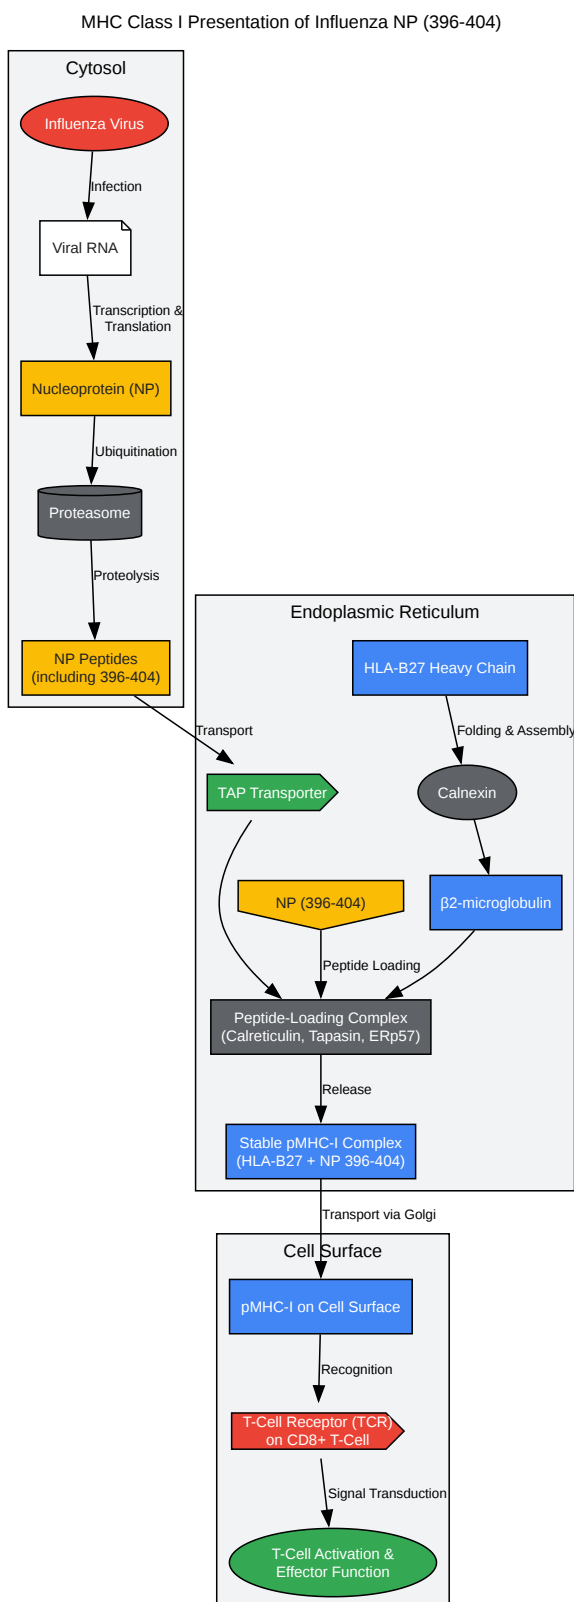 MHC Class I Presentation of Influenza NP (396-404)
Cytosol
Influenza Virus
Infection
Viral RNA
Transcription &
Translation
Nucleoprotein (NP)
Ubiquitination
Proteasome
Proteolysis
NP Peptides
(including 396-404)
Transport
Endoplasmic Reticulum
HLA-B27 Heavy Chain
Folding & Assembly
TAP Transporter
Calnexin
NP (396-404)
β2-microglobulin
Peptide Loading
Peptide-Loading Complex
(Calreticulin, Tapasin, ERp57)
Release
Stable pMHC-I Complex
(HLA-B27 + NP 396-404)
Transport via Golgi
Cell Surface
pMHC-I on Cell Surface
Recognition
T-Cell Receptor (TCR)
on CD8+ T-Cell
Signal Transduction
T-Cell Activation &
Effector Function